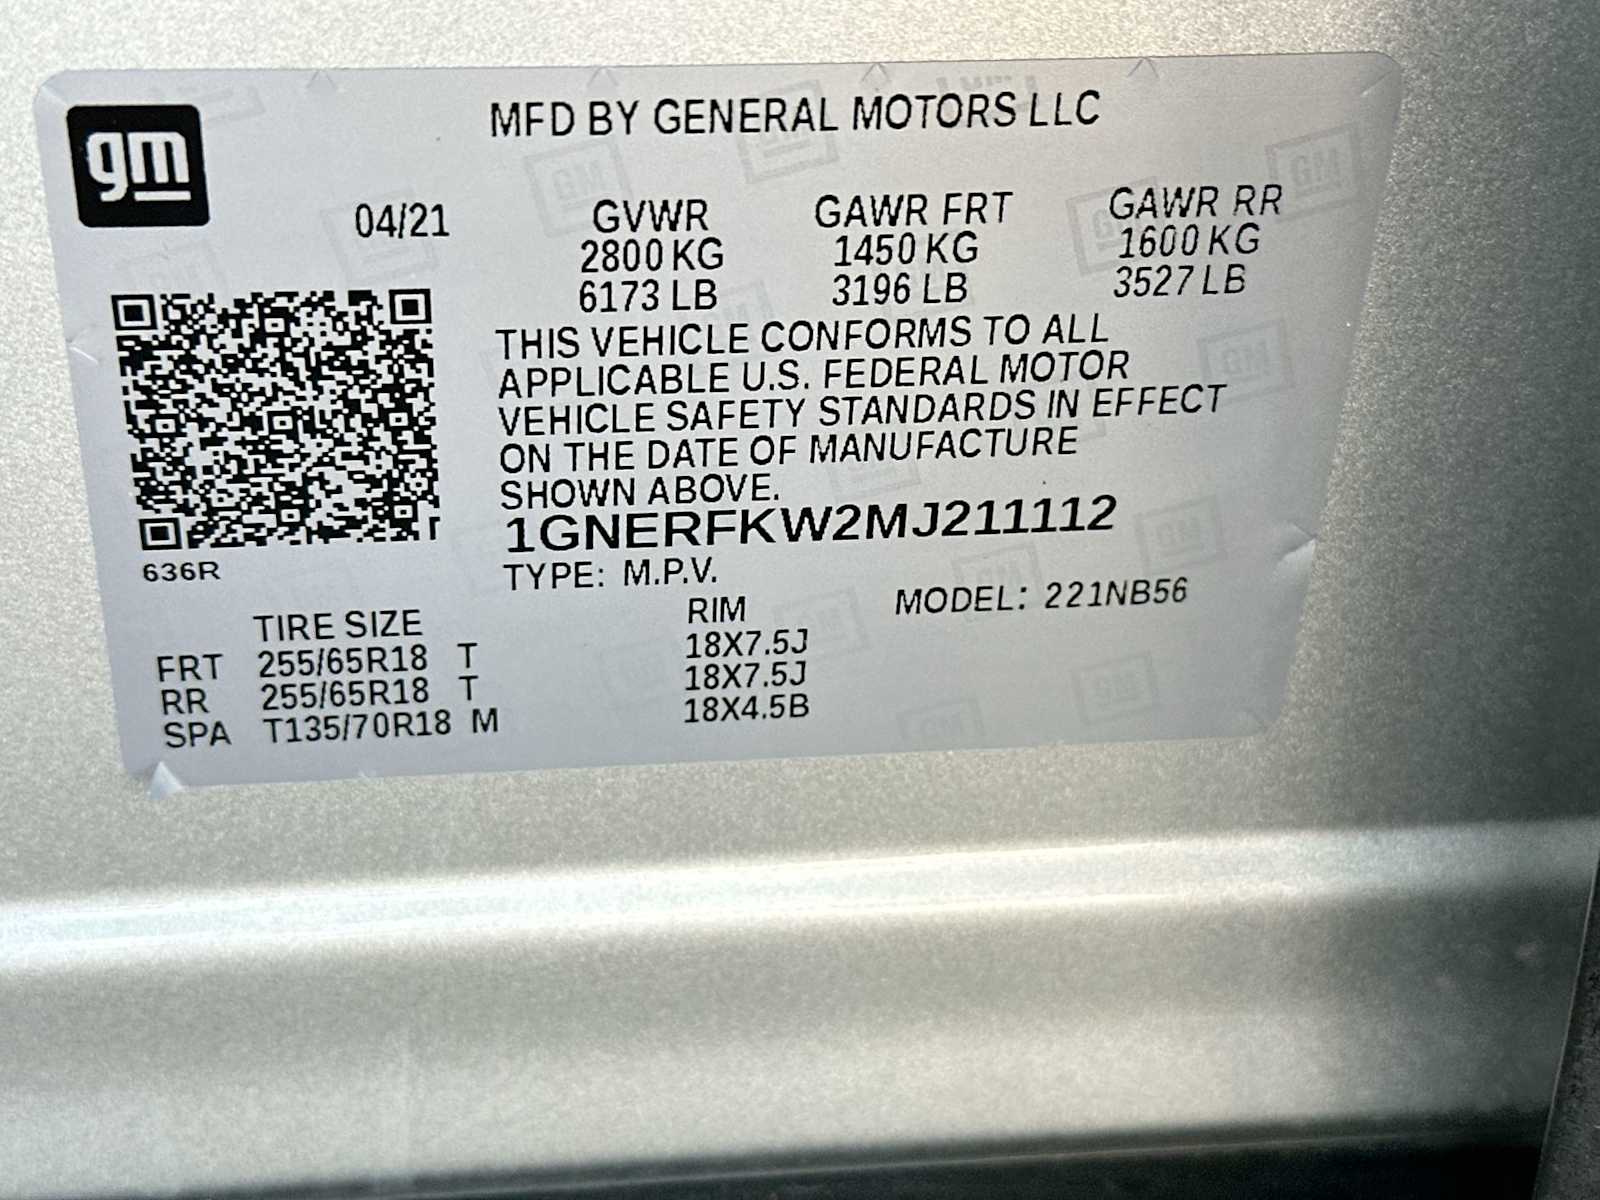 gm
MFD BY GENERAL MOTORS LLC
04/21 GVWR GAWR FRT GAWR RR
2800 KG 1450 KG 1600 KG
6173 LB 3196 LB 3527 LB
THIS VEHICLE CONFORMS TO ALL
APPLICABLE U.S. FEDERAL MOTOR
VEHICLE SAFETY STANDARDS IN EFFECT
ON THE DATE OF MANUFACTURE
SHOWN ABOVE.
1GNERFKW2MJ211112
636R
TYPE: M.P.V.
TIRE SIZE RIM MODEL: 221NB56
FRT 255/65R18 T 18X7.5J
RR 255/65R18 T 18X7.5J
SPA T135/70R18 M 18X4.5B